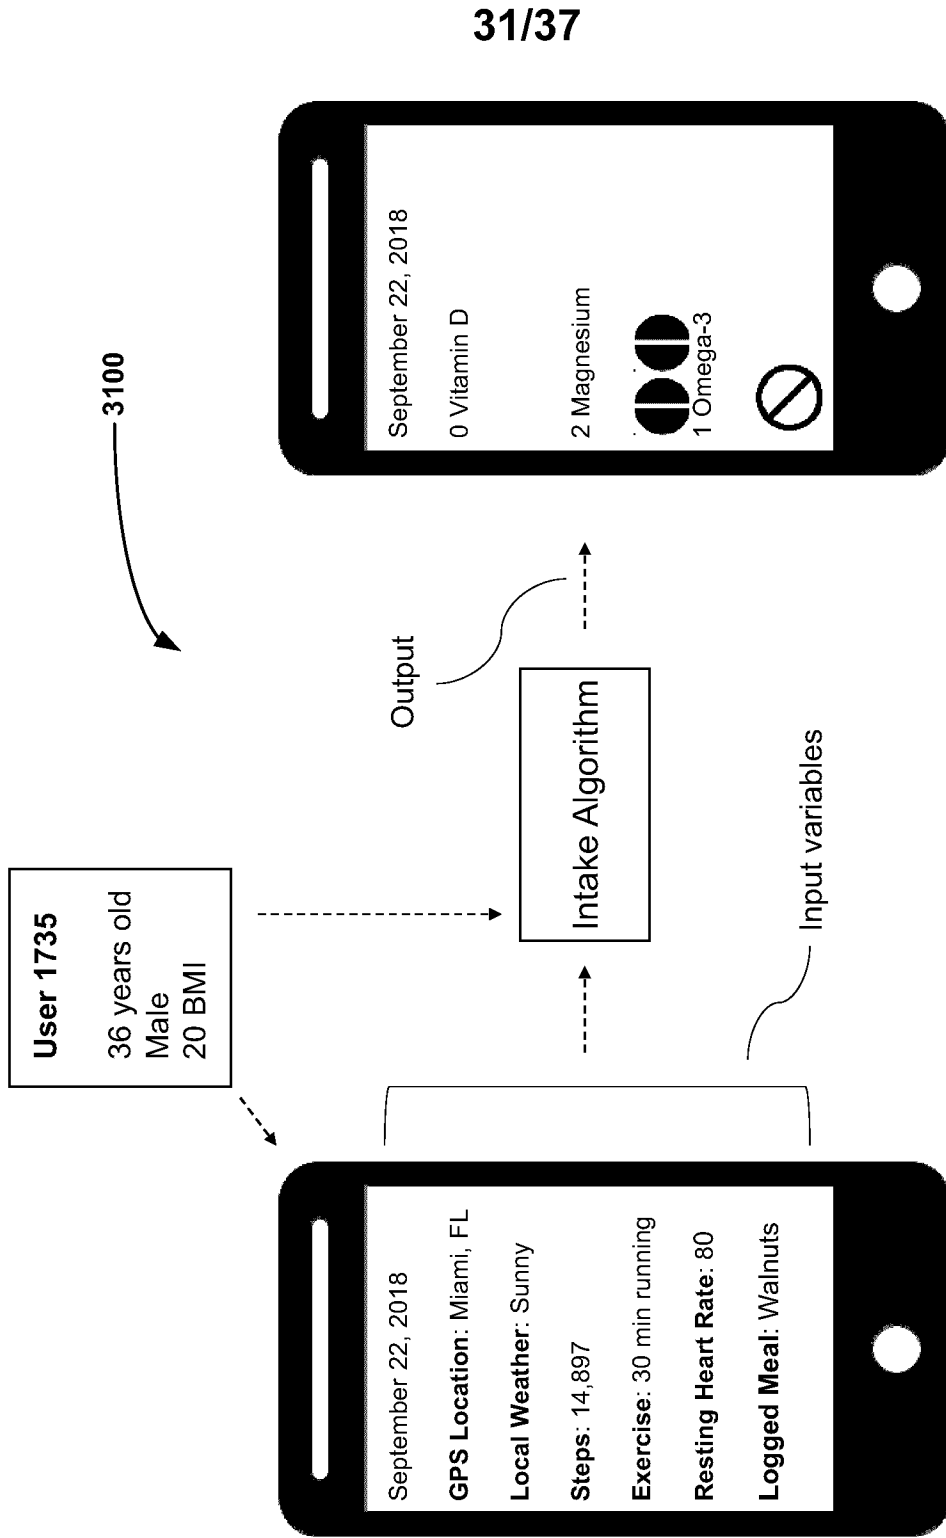 31/37
3100
User 1735
36 years old
Male
20 BMI
September 22, 2018
GPS Location: Miami, FL
Local Weather: Sunny
Steps: 14,897
Exercise: 30 min running
Resting Heart Rate: 80
Logged Meal: Walnuts
Input variables
Intake Algorithm
Output
September 22, 2018
0 Vitamin D
2 Magnesium
1 Omega-3